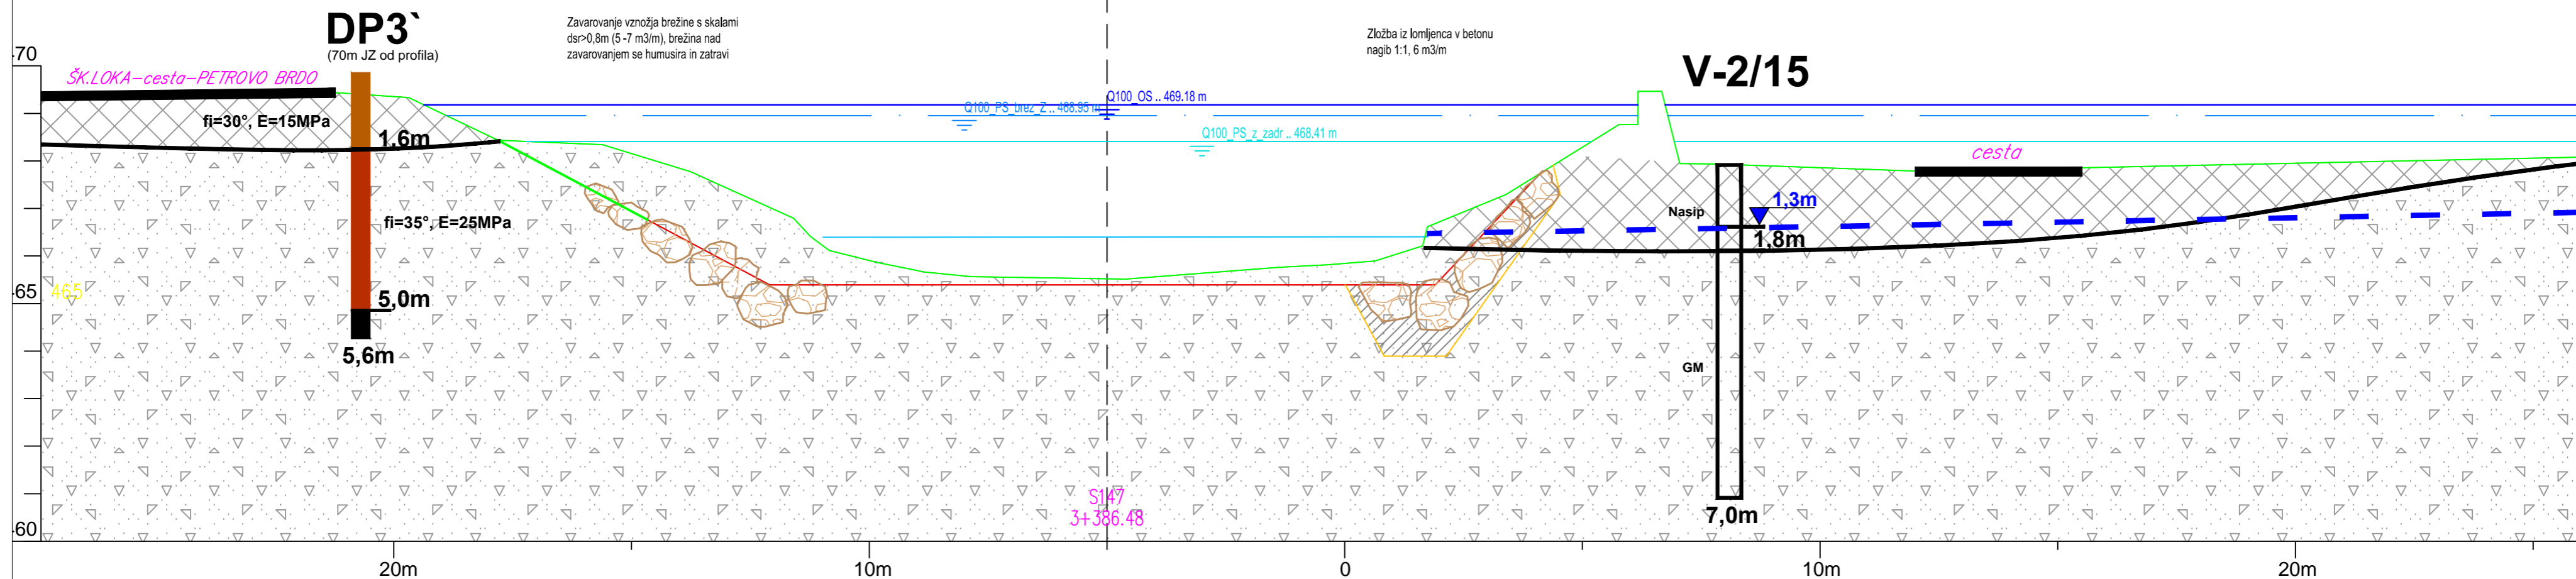 DP3`
(70m JZ od profila)
Zavarovanje vznožja brežine s skalami
dsr>0,8m (5 -7 m3/m), brežina nad
zavarovanjem se humusira in zatravi
Zložba iz lomljenca v betonu
nagib 1:1, 6 m3/m
V-2/15
70
ŠK.LOKA-cesta-PETROVO BRDO
Q100_PS_brez_Z .. 468.95 m
Q100_OS .. 469.18 m
fi=30°, E=15MPa
1,6m
Q100_PS_z_zadr .. 468.41 m
cesta
fi=35°, E=25MPa
Nasip
1,3m
1,8m
465
65
5,0m
5,6m
GM
S147
3+386.48
7,0m
60
20m
10m
0
10m
20m